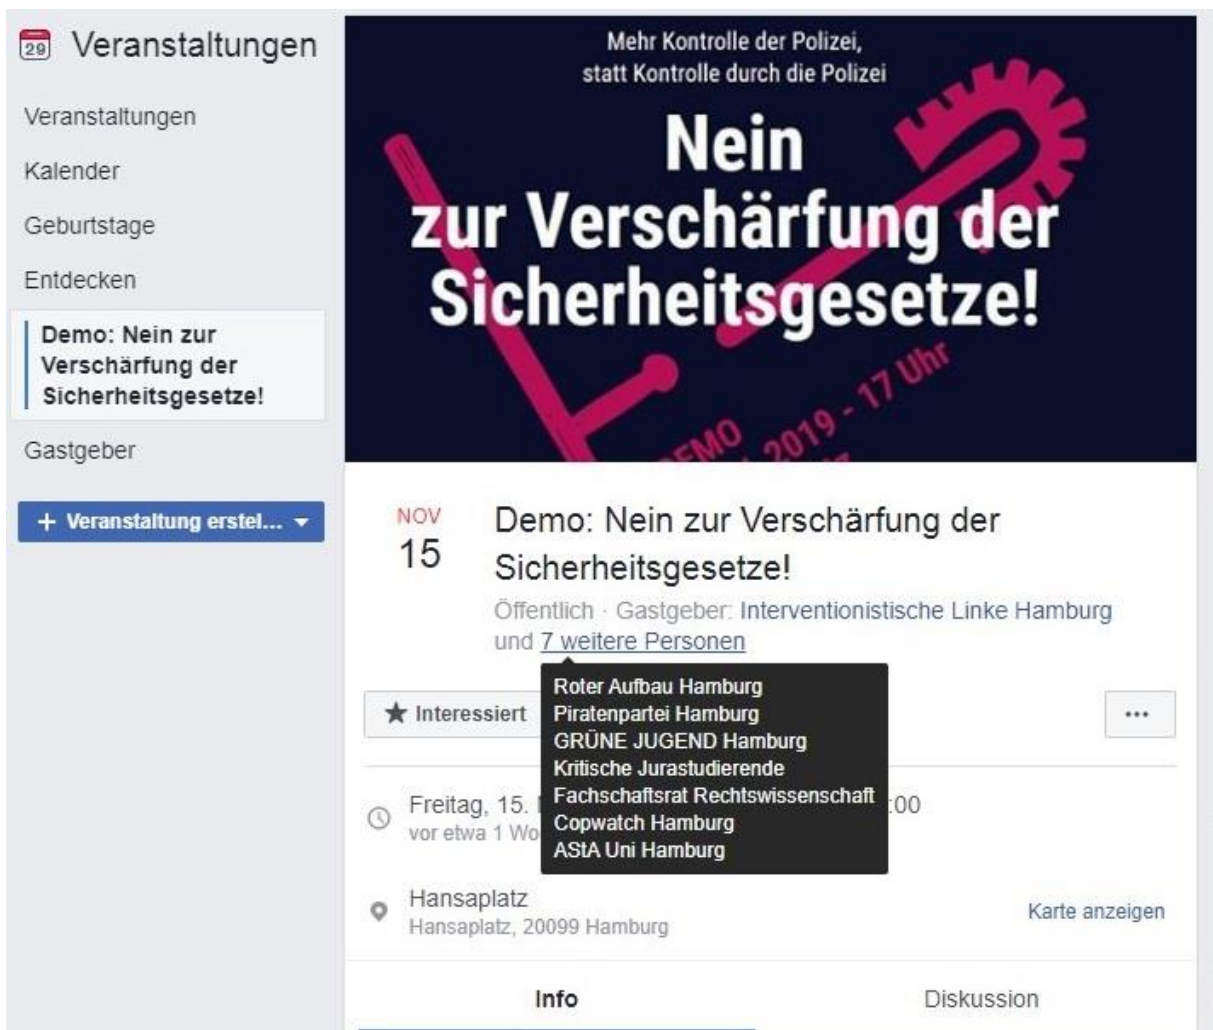 29 Veranstaltungen
Veranstaltungen
Kalender
Geburtstage
Entdecken
Demo: Nein zur
Verschärfung der
Sicherheitsgesetze!
Gastgeber
+ Veranstaltung erstel...
Mehr Kontrolle der Polizei,
statt Kontrolle durch die Polizei
Nein
zur Verschärfung der
Sicherheitsgesetze!
DEMO
2019 - 17 Uhr
NOV
15
Demo: Nein zur Verschärfung der
Sicherheitsgesetze!
Öffentlich · Gastgeber: Interventionistische Linke Hamburg
und 7 weitere Personen
Roter Aufbau Hamburg
Piratenpartei Hamburg
GRÜNE JUGEND Hamburg
Kritische Jurastudierende
Fachschaftsrat Rechtswissenschaft
Copwatch Hamburg
AStA Uni Hamburg
Interessiert
...
Freitag, 15. :00
vor etwa 1
Hansaplatz
Hansaplatz, 20099 Hamburg
Karte anzeigen
Info
Diskussion